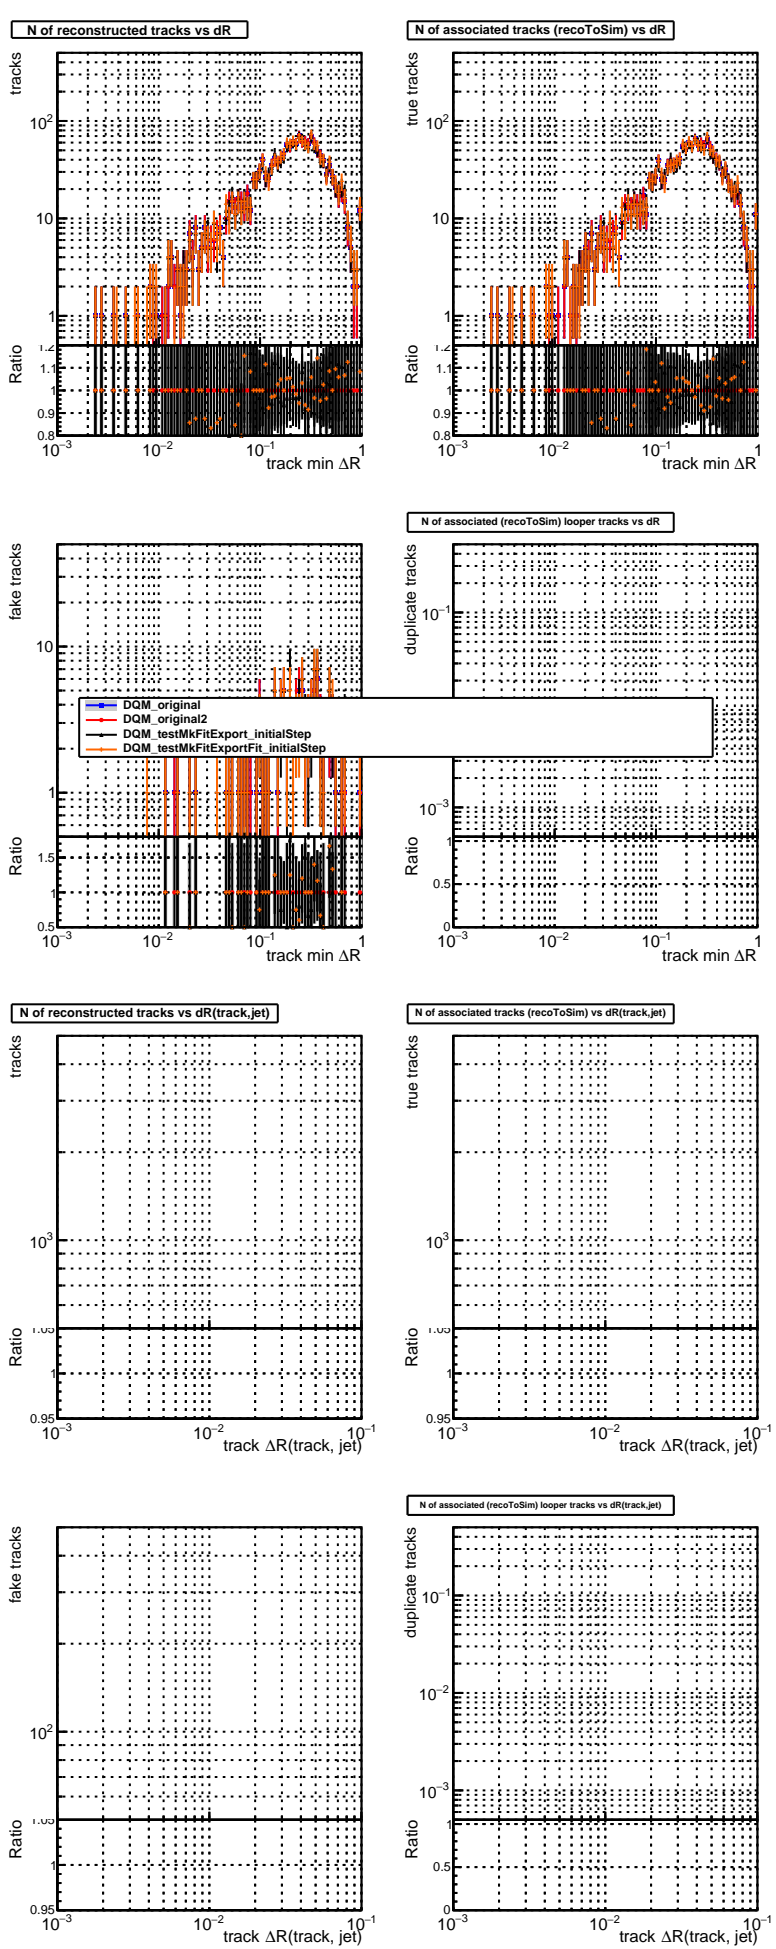 N of reconstructed tracks vs dR
tracks
10²
10
1
Ratio
1.2
1.1
1
0.9
0.8
10⁻³
10⁻²
10⁻¹
1
track min ΔR
N of associated tracks (recoToSim) vs dR
true tracks
10²
10
1
Ratio
1.2
1.1
1
0.9
0.8
10⁻³
10⁻²
10⁻¹
1
track min ΔR
fake tracks
10
1
Ratio
1.5
1
0.5
10⁻³
10⁻²
10⁻¹
1
track min ΔR
N of associated (recoToSim) looper tracks vs dR
duplicate tracks
10⁻¹
10⁻³
Ratio
1
0.5
0
10⁻³
10⁻²
10⁻¹
1
track min ΔR
DQM_original
DQM_original2
DQM_testMkFitExport_initialStep
DQM_testMkFitExportFit_initialStep
N of reconstructed tracks vs dR(track,jet)
tracks
10³
Ratio
1.05
1
0.95
10⁻³
10⁻²
10⁻¹
track ΔR(track, jet)
N of associated tracks (recoToSim) vs dR(track,jet)
true tracks
10³
Ratio
1.05
1
0.95
10⁻³
10⁻²
10⁻¹
track ΔR(track, jet)
fake tracks
10²
Ratio
1.05
1
0.95
10⁻³
10⁻²
10⁻¹
track ΔR(track, jet)
N of associated (recoToSim) looper tracks vs dR(track,jet)
duplicate tracks
10⁻¹
10⁻²
10⁻³
Ratio
1
0.5
0
10⁻³
10⁻²
10⁻¹
track ΔR(track, jet)